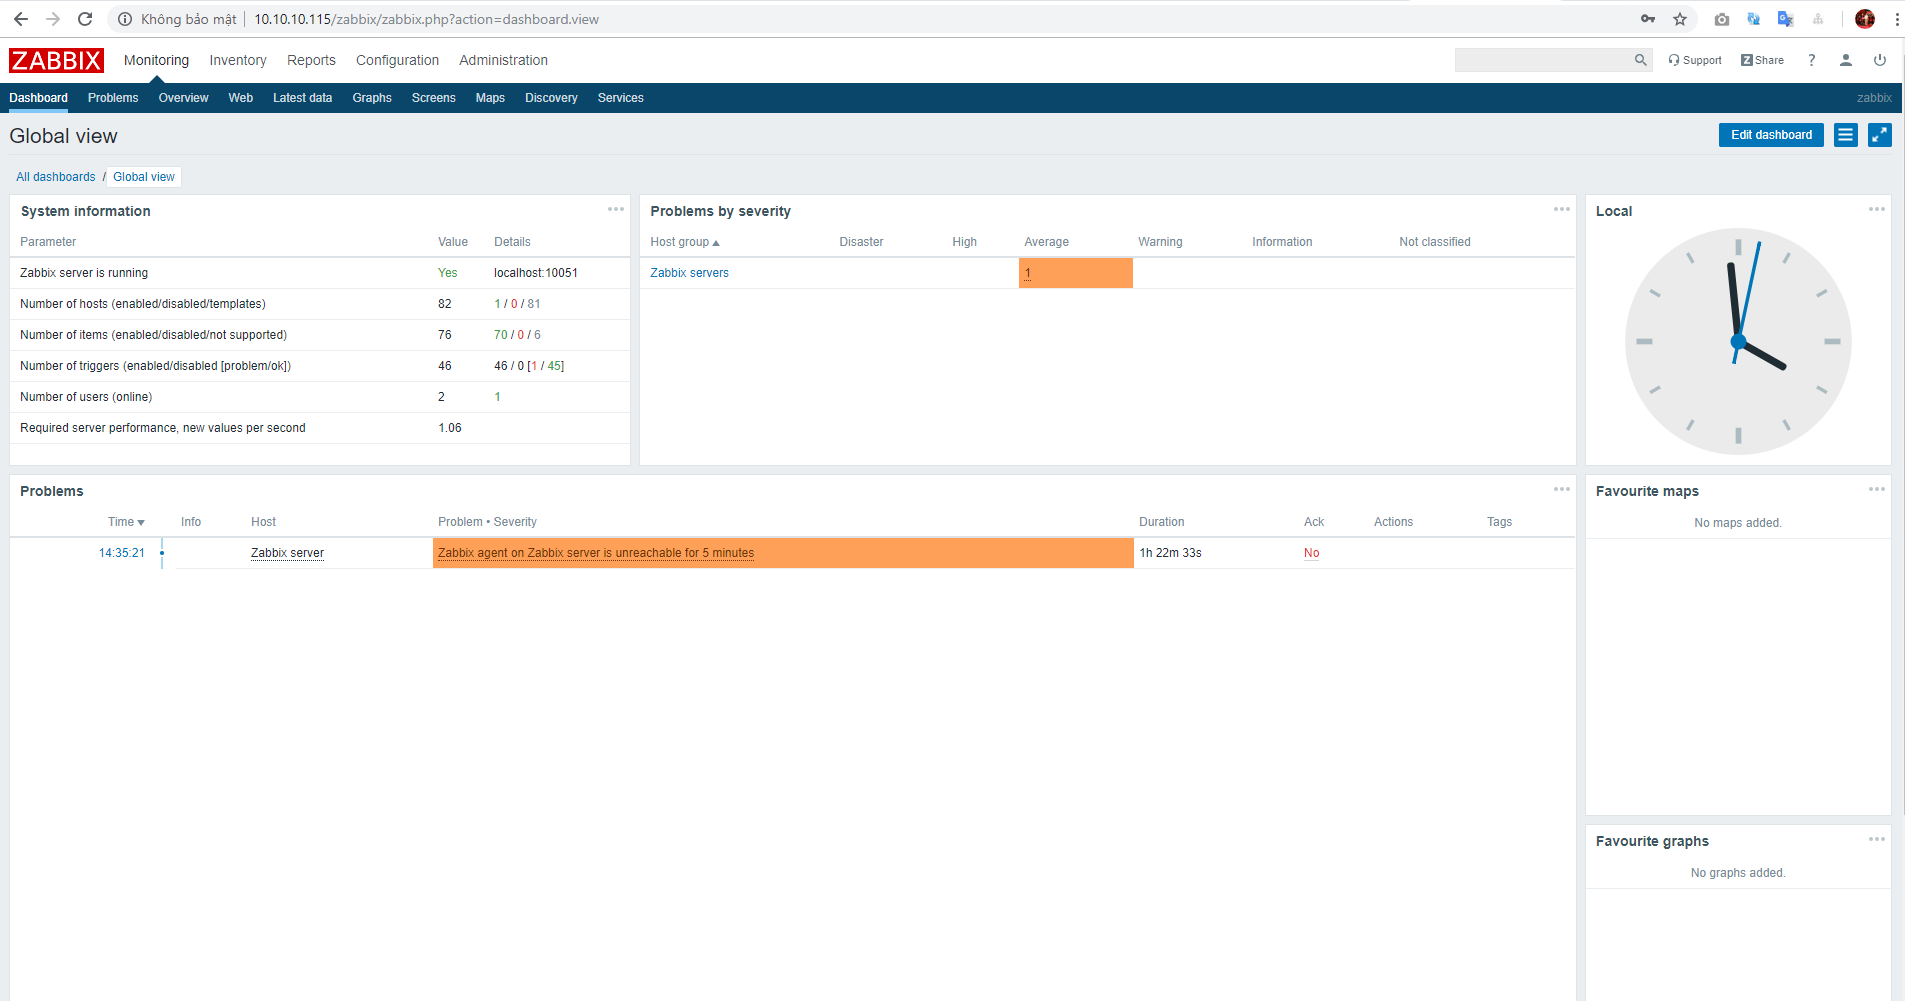 Không bảo mật | 10.10.10.115/zabbix/zabbix.php?action=dashboard.view
ZABBIX Monitoring Inventory Reports Configuration Administration Support Z Share ?
Dashboard Problems Overview Web Latest data Graphs Screens Maps Discovery Services zabbix
Global view Edit dashboard
All dashboards / Global view
System information
Parameter Value Details
Zabbix server is running Yes localhost:10051
Number of hosts (enabled/disabled/templates) 82 1 / 0 / 81
Number of items (enabled/disabled/not supported) 76 70 / 0 / 6
Number of triggers (enabled/disabled [problem/ok]) 46 46 / 0 [1 / 45]
Number of users (online) 2 1
Required server performance, new values per second 1.06
Problems by severity
Host group Disaster High Average Warning Information Not classified
Zabbix servers 1
Local
Problems
Time Info Host Problem • Severity Duration Ack Actions Tags
14:35:21 Zabbix server Zabbix agent on Zabbix server is unreachable for 5 minutes 1h 22m 33s No
Favourite maps
No maps added.
Favourite graphs
No graphs added.